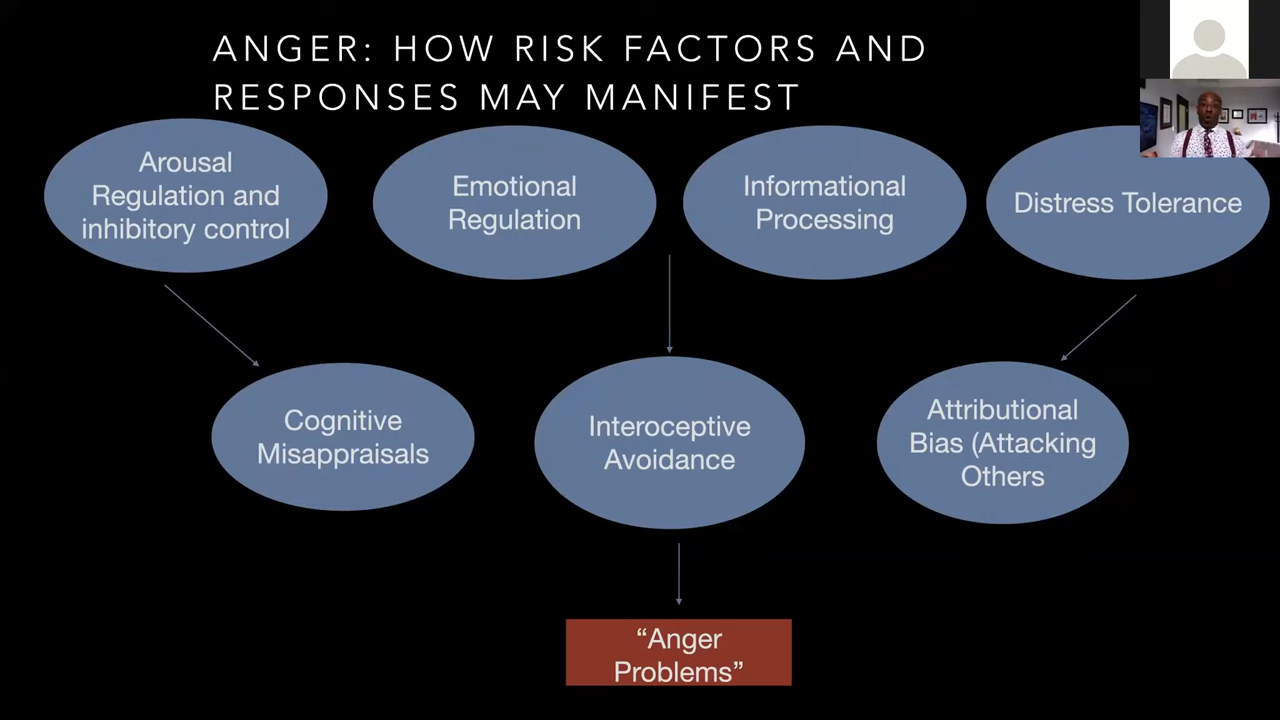 ANGER: HOW RISK FACTORS AND
RESPONSES MAY MANIFEST
Arousal
Regulation and
inhibitory control
Emotional
Regulation
Informational
Processing
Distress Tolerance
Cognitive
Misappraisals
Interoceptive
Avoidance
Attributional
Bias (Attacking
Others
“Anger
Problems”